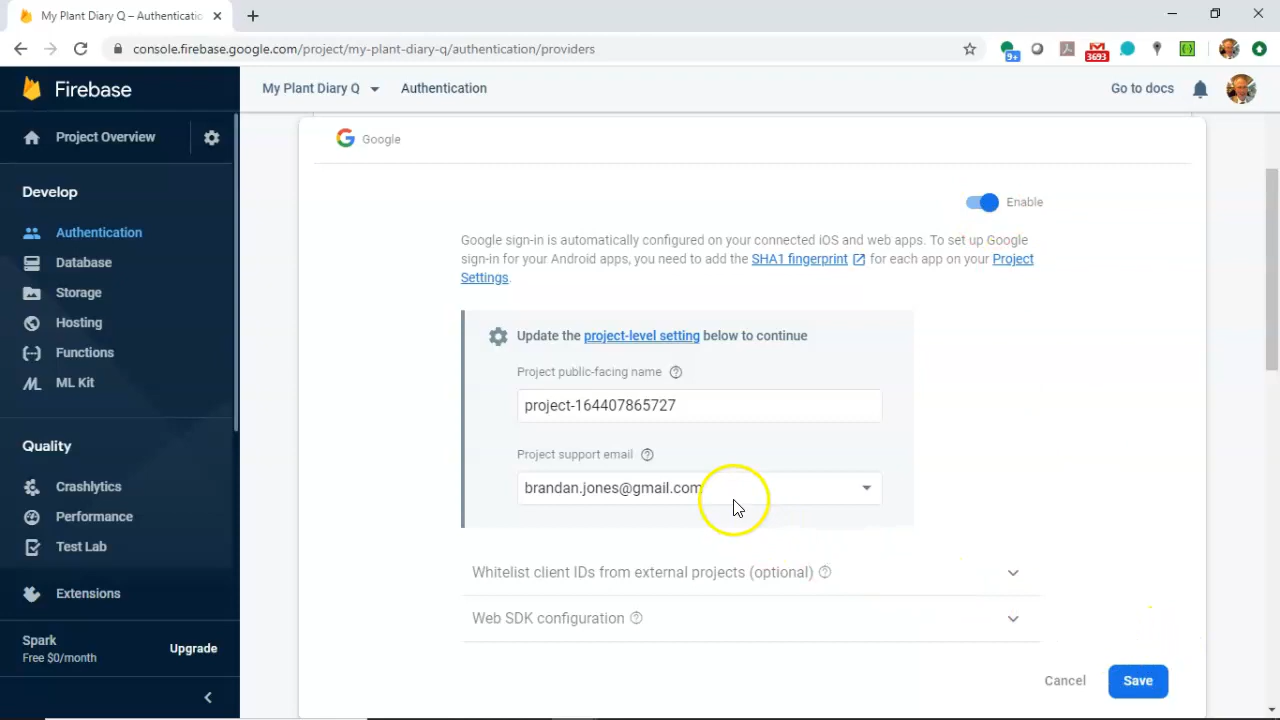 My Plant Diary Q – Authenticatio
console.firebase.google.com/project/my-plant-diary-q/authentication/providers
9+
3693
Firebase
My Plant Diary Q
Authentication
Go to docs
Project Overview
Develop
Authentication
Database
Storage
Hosting
Functions
ML Kit
Quality
Crashlytics
Performance
Test Lab
Extensions
Spark
Free $0/month
Upgrade
Google
Enable
Google sign-in is automatically configured on your connected iOS and web apps. To set up Google
sign-in for your Android apps, you need to add the SHA1 fingerprint for each app on your Project
Settings.
Update the project-level setting below to continue
Project public-facing name
project-164407865727
Project support email
brandan.jones@gmail.com
Whitelist client IDs from external projects (optional)
Web SDK configuration
Cancel
Save